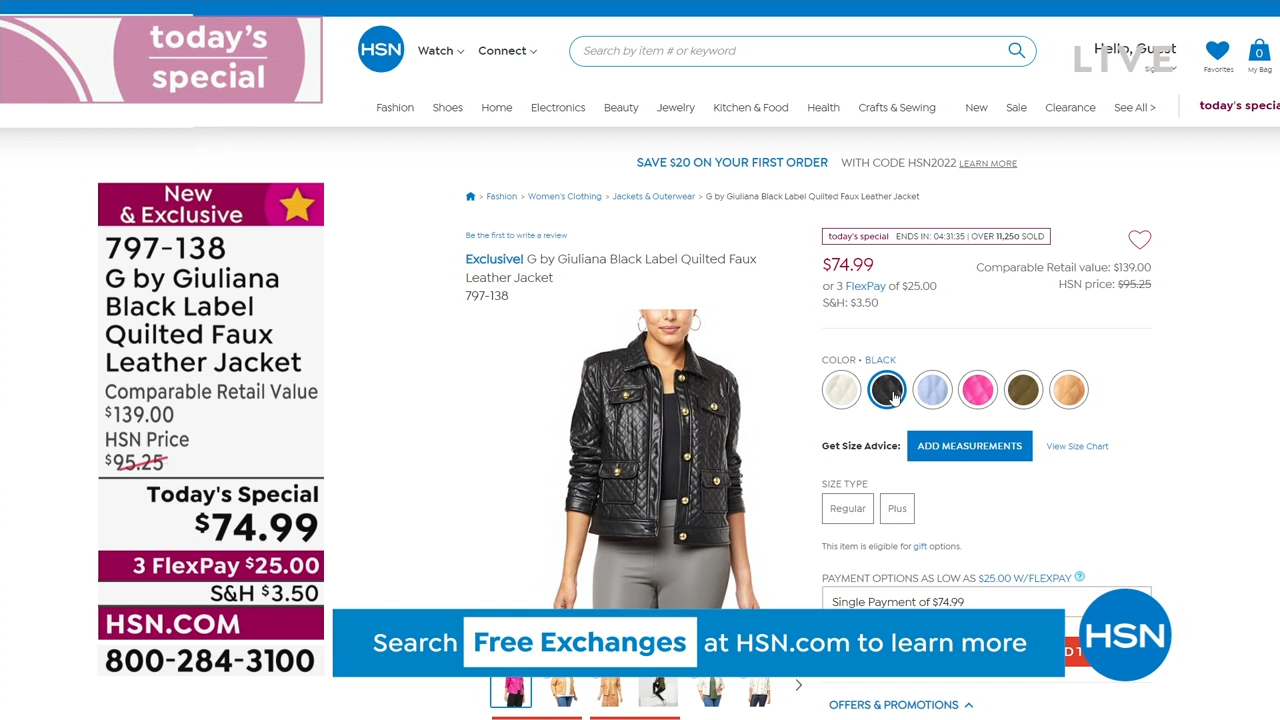 today's
special
HSN
Watch
Connect
Search by item # or keyword
Hello, Guest
LIVE
Favorites
0
My Bag
Fashion Shoes Home Electronics Beauty Jewelry Kitchen & Food Health Crafts & Sewing New Sale Clearance See All >
today's specia
SAVE $20 ON YOUR FIRST ORDER WITH CODE HSN2022 LEARN MORE
> Fashion > Women's Clothing > Jackets & Outerwear > G by Giuliana Black Label Quilted Faux Leather Jacket
New
& Exclusive
797-138
G by Giuliana
Black Label
Quilted Faux
Leather Jacket
Comparable Retail Value
$139.00
HSN Price
$95.25
Today's Special
$74.99
3 FlexPay $25.00
S&H $3.50
HSN.COM
800-284-3100
Be the first to write a review
Exclusive! G by Giuliana Black Label Quilted Faux
Leather Jacket
797-138
today's special ENDS IN: 04:31:35 | OVER 11,250 SOLD
$74.99
or 3 FlexPay of $25.00
S&H: $3.50
Comparable Retail value: $139.00
HSN price: $95.25
COLOR • BLACK
Get Size Advice: ADD MEASUREMENTS View Size Chart
SIZE TYPE
Regular Plus
This item is eligible for gift options.
PAYMENT OPTIONS AS LOW AS $25.00 W/FLEXPAY ?
Single Payment of $74.99
Search Free Exchanges at HSN.com to learn more
HSN
OFFERS & PROMOTIONS